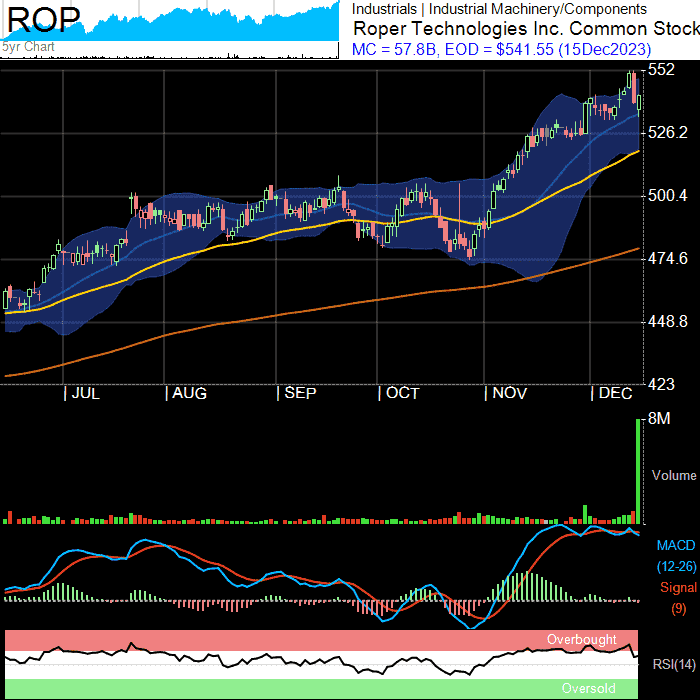 ROP
5yr Chart
Industrials | Industrial Machinery/Components
Roper Technologies Inc. Common Stock
MC = 57.8B, EOD = $541.55 (15Dec2023)
552
526.2
500.4
474.6
448.8
423
| JUL | AUG | SEP | OCT | NOV | DEC
8M
Volume
MACD
(12-26)
Signal
(9)
Overbought
RSI(14)
Oversold